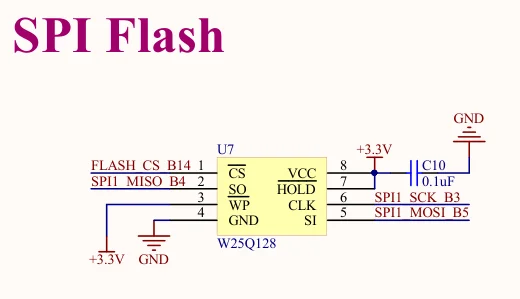 SPI Flash
GND
U7
+3.3V
FLASH_CS_B14 1 CS VCC 8 C10
SPI1_MISO_B4 2 SO HOLD 7 0.1uF
3 WP CLK 6 SPI1_SCK_B3
4 GND SI 5 SPI1_MOSI_B5
W25Q128
+3.3V GND